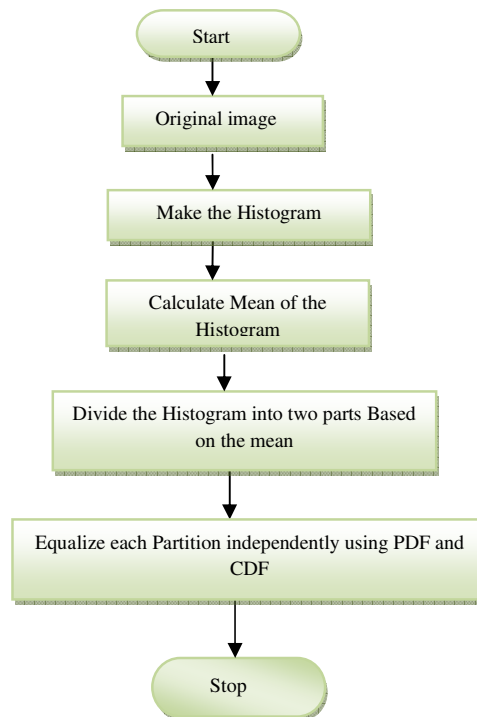 Start
Original image
Make the Histogram
Calculate Mean of the
Histogram
Divide the Histogram into two parts Based
on the mean
Equalize each Partition independently using PDF and
CDF
Stop